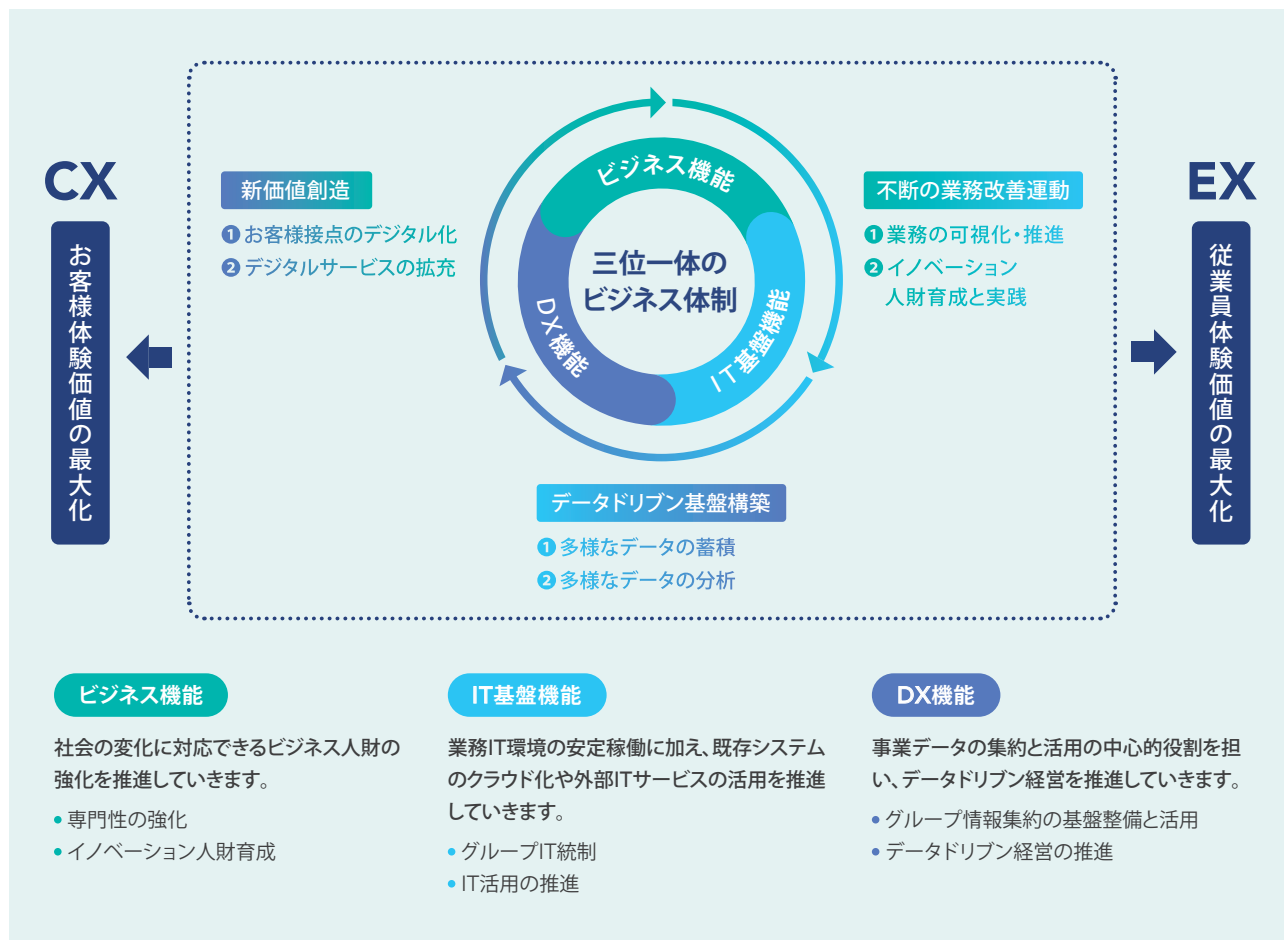 CX
お客様体験価値の最大化
新価値創造
❶お客様接点のデジタル化
❷デジタルサービスの拡充
ビジネス機能
IT基盤機能
DX機能
三位一体の
ビジネス体制
不断の業務改善運動
❶業務の可視化・推進
❷イノベーション
人財育成と実践
データドリブン基盤構築
❶多様なデータの蓄積
❷多様なデータの分析
EX
従業員体験価値の最大化
ビジネス機能
社会の変化に対応できるビジネス人財の
強化を推進していきます。
•専門性の強化
•イノベーション人財育成
IT基盤機能
業務IT環境の安定稼働に加え、既存システム
のクラウド化や外部ITサービスの活用を推進
していきます。
•グループIT統制
•IT活用の推進
DX機能
事業データの集約と活用の中心的役割を担
い、データドリブン経営を推進していきます。
•グループ情報集約の基盤整備と活用
•データドリブン経営の推進